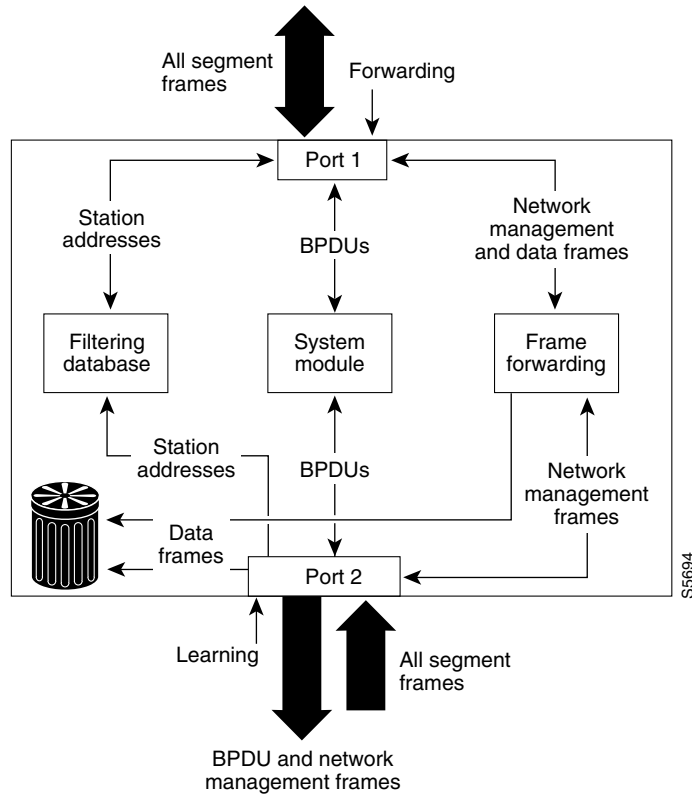 All segment
frames
Forwarding
Port 1
Station
addresses
BPDUs
Network
management
and data frames
Filtering
database
System
module
Frame
forwarding
Station
addresses
BPDUs
Network
management
frames
Data
frames
Port 2
S5694
Learning
All segment
frames
BPDU and network
management frames